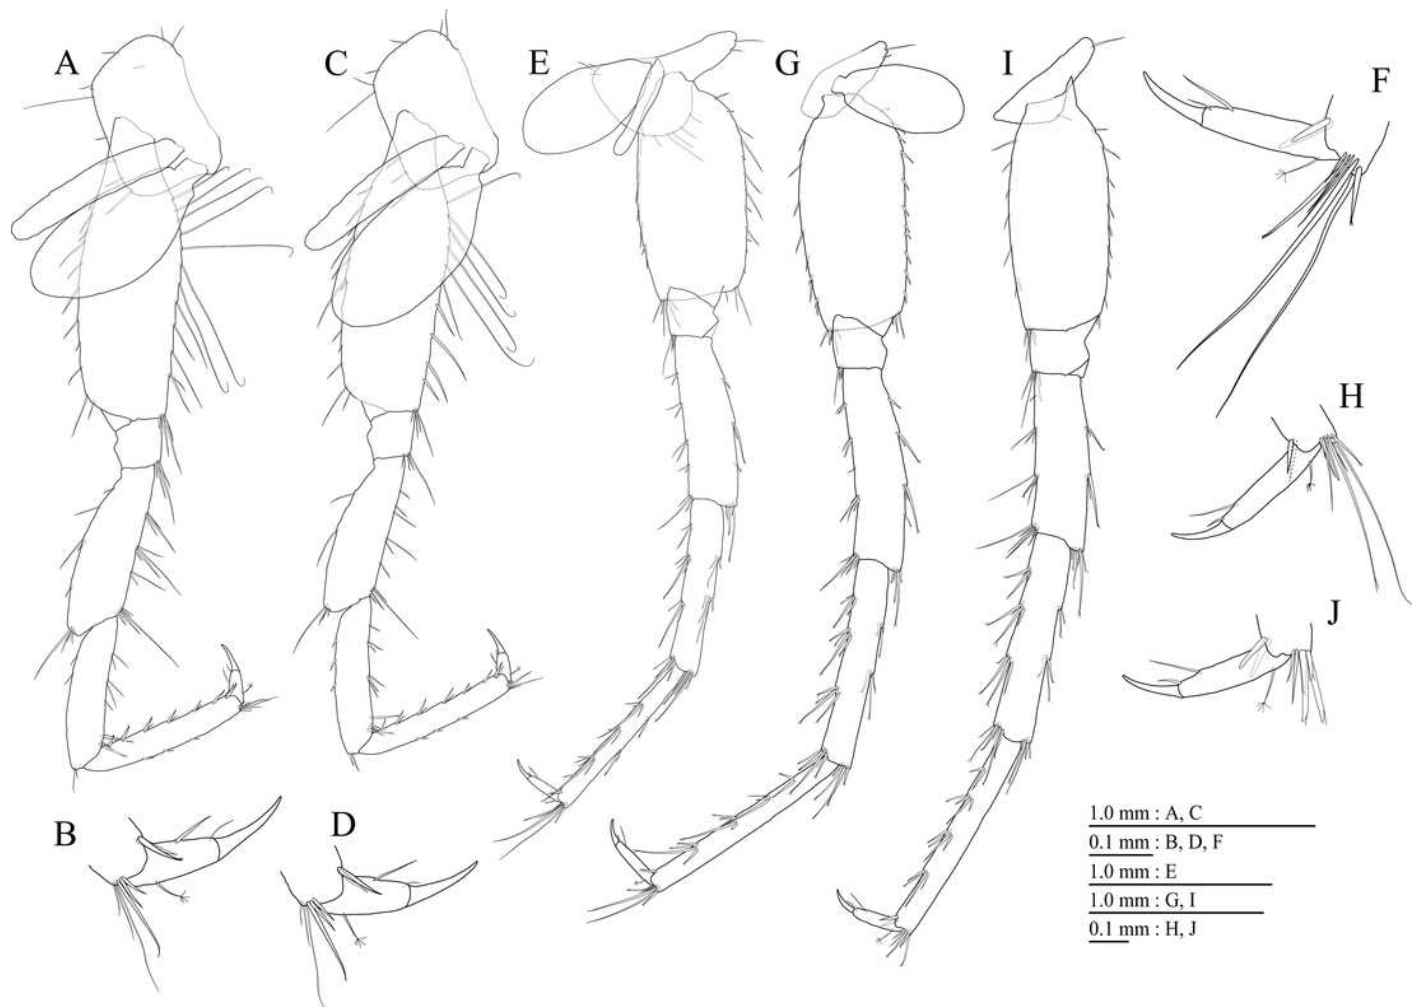 A
C
E
G
I
F
H
J
B
D
1.0 mm : A, C
0.1 mm : B, D, F
1.0 mm : E
1.0 mm : G, I
0.1 mm : H, J